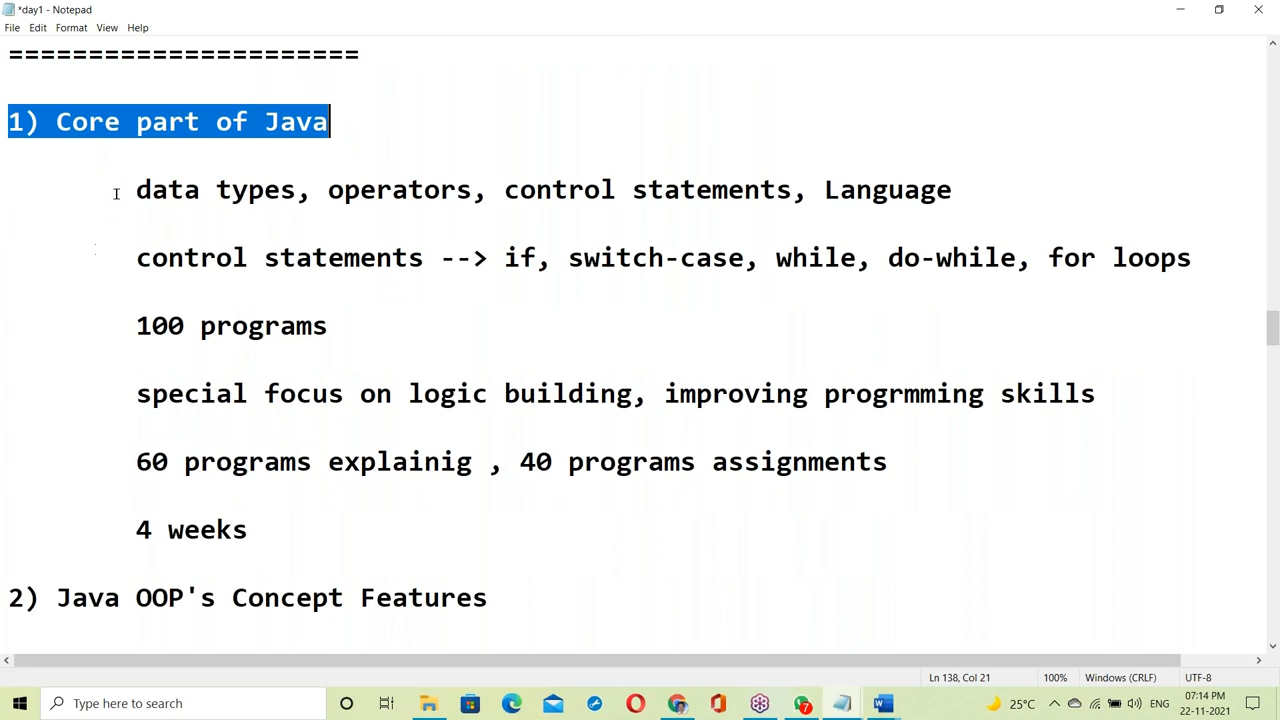 *day1 - Notepad
File Edit Format View Help
======================
1) Core part of Java
data types, operators, control statements, Language
control statements --> if, switch-case, while, do-while, for loops
100 programs
special focus on logic building, improving progrmming skills
60 programs explainig , 40 programs assignments
4 weeks
2) Java OOP's Concept Features
Ln 138, Col 21 100% Windows (CRLF) UTF-8
Type here to search 7 25°C ENG 07:14 PM
22-11-2021